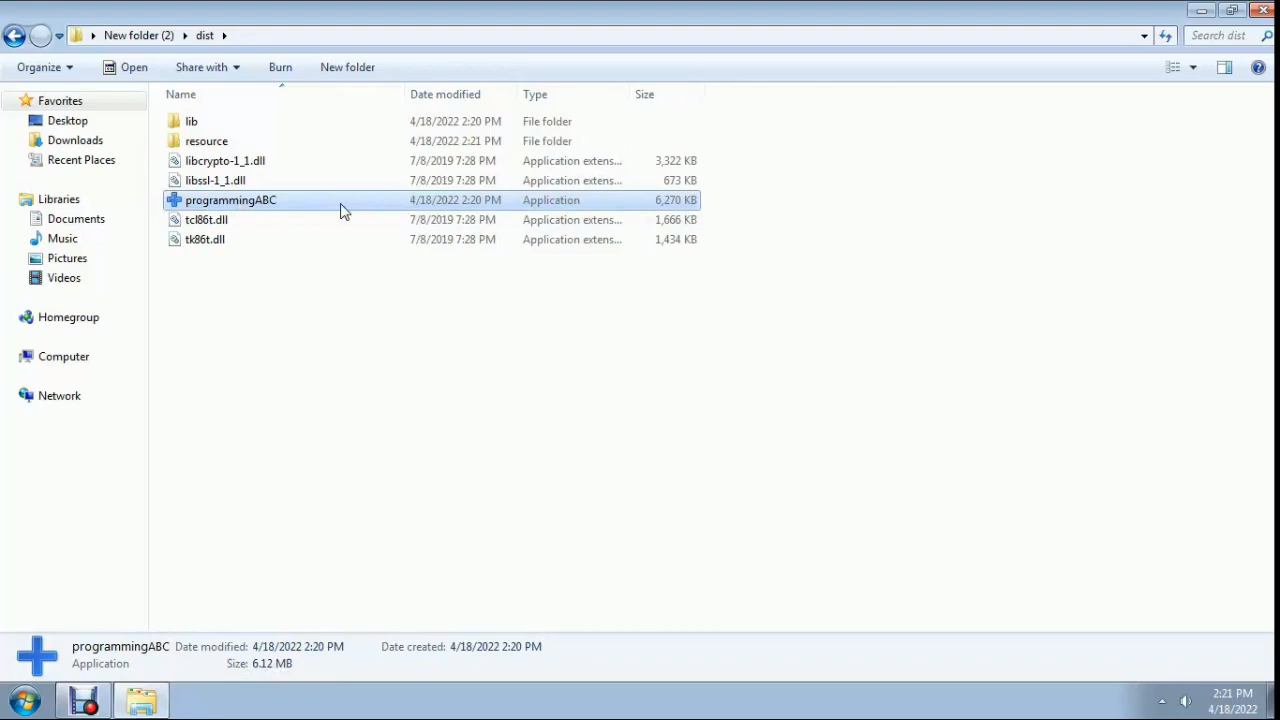 New folder (2) dist Search dist
Organize Open Share with Burn New folder
Name Date modified Type Size
Favorites
Desktop
Downloads
Recent Places
Libraries
Documents
Music
Pictures
Videos
Homegroup
Computer
Network
lib 4/18/2022 2:20 PM File folder
resource 4/18/2022 2:21 PM File folder
libcrypto-1_1.dll 7/8/2019 7:28 PM Application extens... 3,322 KB
libssl-1_1.dll 7/8/2019 7:28 PM Application extens... 673 KB
programmingABC 4/18/2022 2:20 PM Application 6,270 KB
tcl86t.dll 7/8/2019 7:28 PM Application extens... 1,666 KB
tk86t.dll 7/8/2019 7:28 PM Application extens... 1,434 KB
programmingABC Date modified: 4/18/2022 2:20 PM Date created: 4/18/2022 2:20 PM
Application Size: 6.12 MB
2:21 PM
4/18/2022